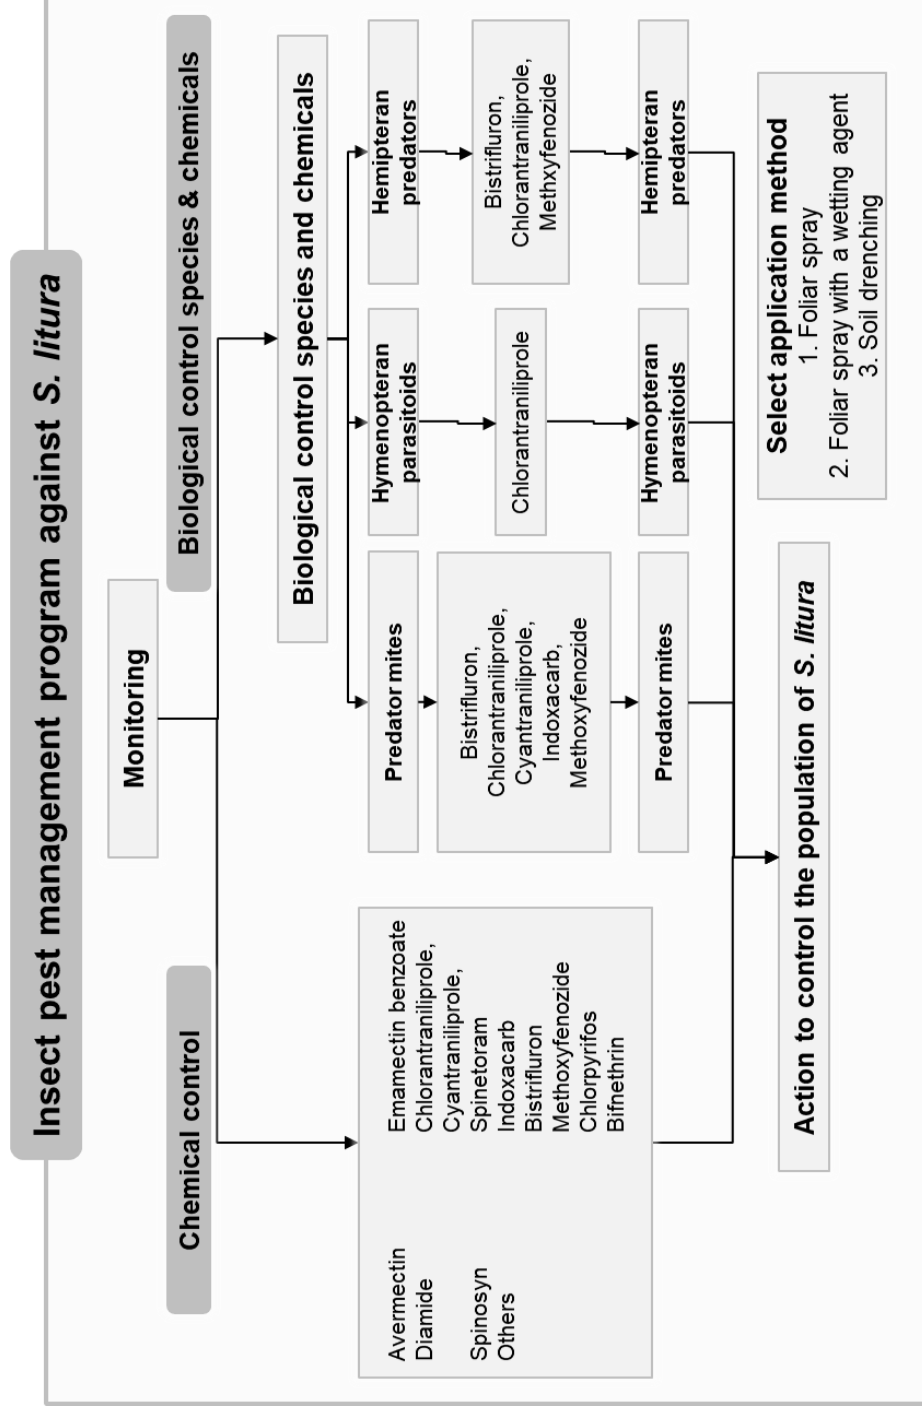 Insect pest management program against S. litura
Monitoring
Chemical control
Biological control species & chemicals
Avermectin Emamectin benzoate
Diamide Chlorantraniliprole,
Cyantraniliprole,
Spinosyn Spinetoram
Others Indoxacarb
Bistrifluron
Methoxyfenozide
Chlorpyrifos
Bifnethrin
Biological control species and chemicals
Predator mites
Bistrifluron,
Chlorantraniliprole,
Cyantraniliprole,
Indoxacarb,
Methoxyfenozide
Predator mites
Hymenopteran
parasitoids
Chlorantraniliprole
Hymenopteran
parasitoids
Hemipteran
predators
Bistrifluron,
Chlorantraniliprole,
Methxyfenozide
Hemipteran
predators
Action to control the population of S. litura
Select application method
1. Foliar spray
2. Foliar spray with a wetting agent
3. Soil drenching